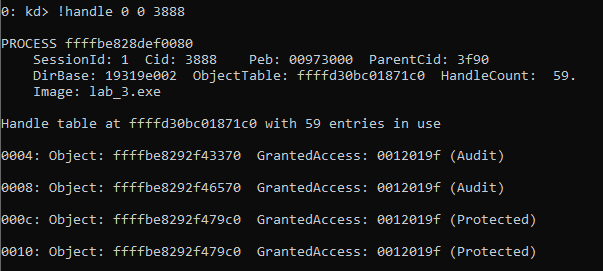 0: kd> !handle 0 0 3888
PROCESS ffffbe828def0080
SessionId: 1 Cid: 3888 Peb: 00973000 ParentCid: 3f90
DirBase: 19319e002 ObjectTable: ffffd30bc01871c0 HandleCount: 59.
Image: lab_3.exe
Handle table at ffffd30bc01871c0 with 59 entries in use
0004: Object: ffffbe8292f43370 GrantedAccess: 0012019f (Audit)
0008: Object: ffffbe8292f46570 GrantedAccess: 0012019f (Audit)
000c: Object: ffffbe8292f479c0 GrantedAccess: 0012019f (Protected)
0010: Object: ffffbe8292f479c0 GrantedAccess: 0012019f (Protected)